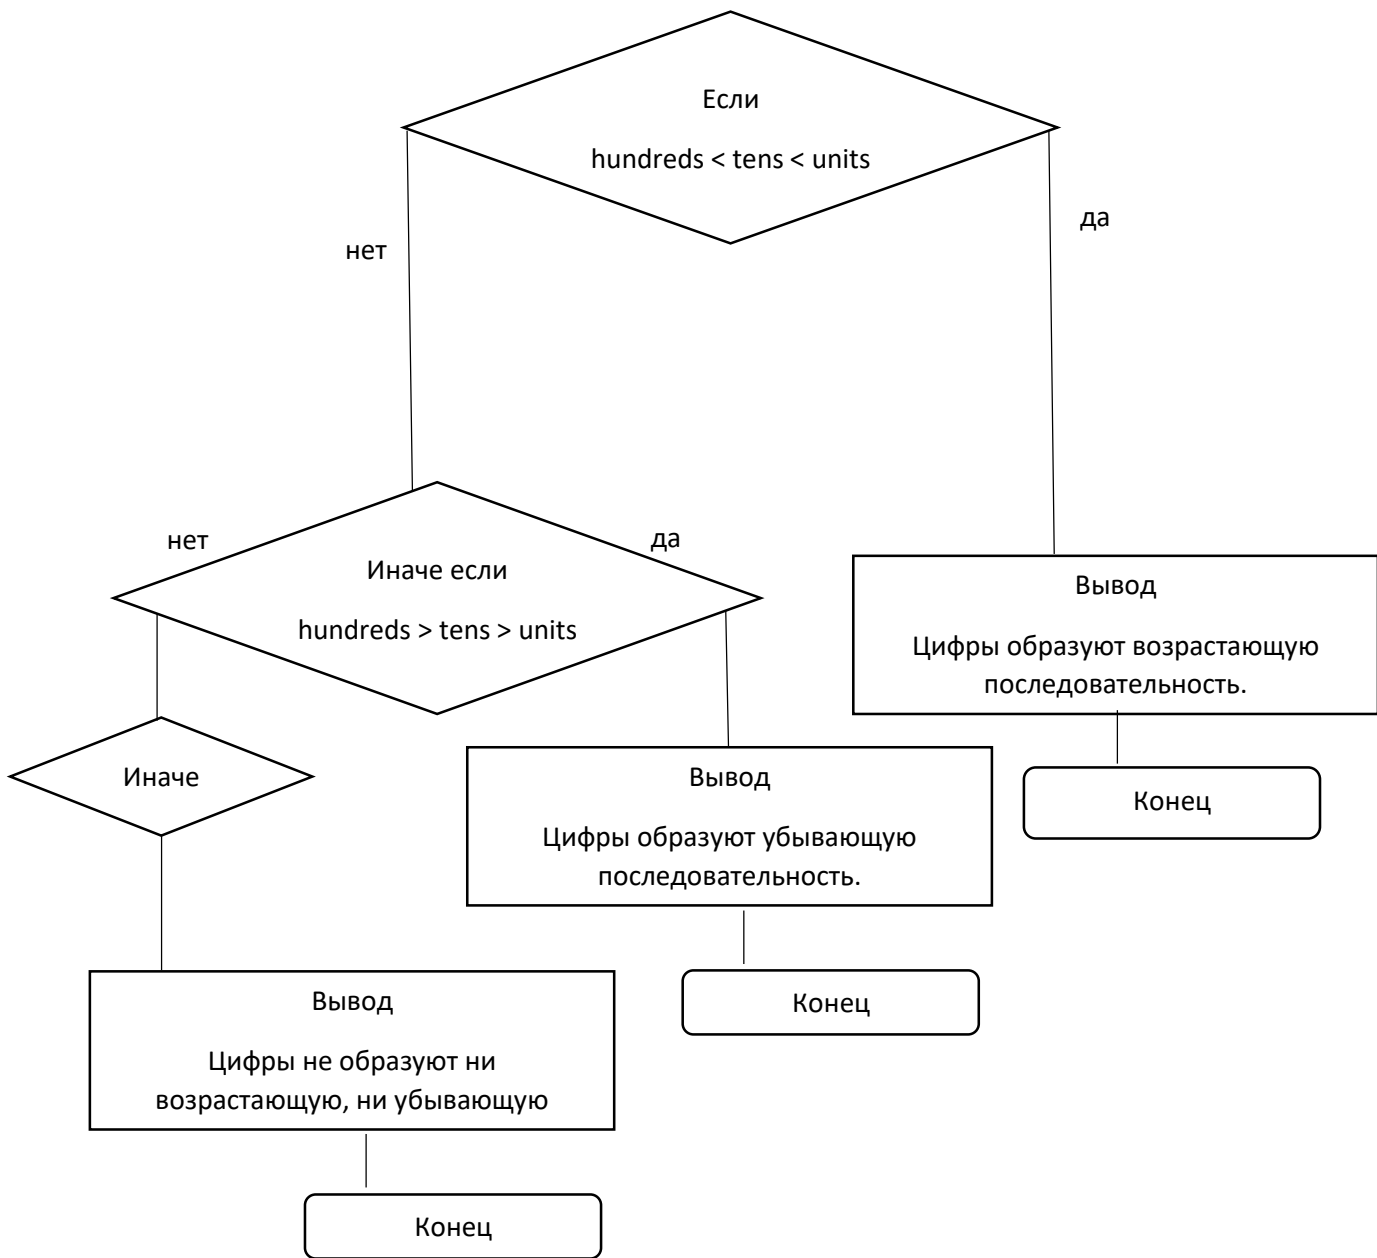 Если
hundreds < tens < units
да
нет
нет
да
Иначе если
hundreds > tens > units
Вывод
Цифры образуют возрастающую
последовательность.
Иначе
Вывод
Цифры образуют убывающую
последовательность.
Конец
Вывод
Цифры не образуют ни
возрастающую, ни убывающую
Конец
Конец